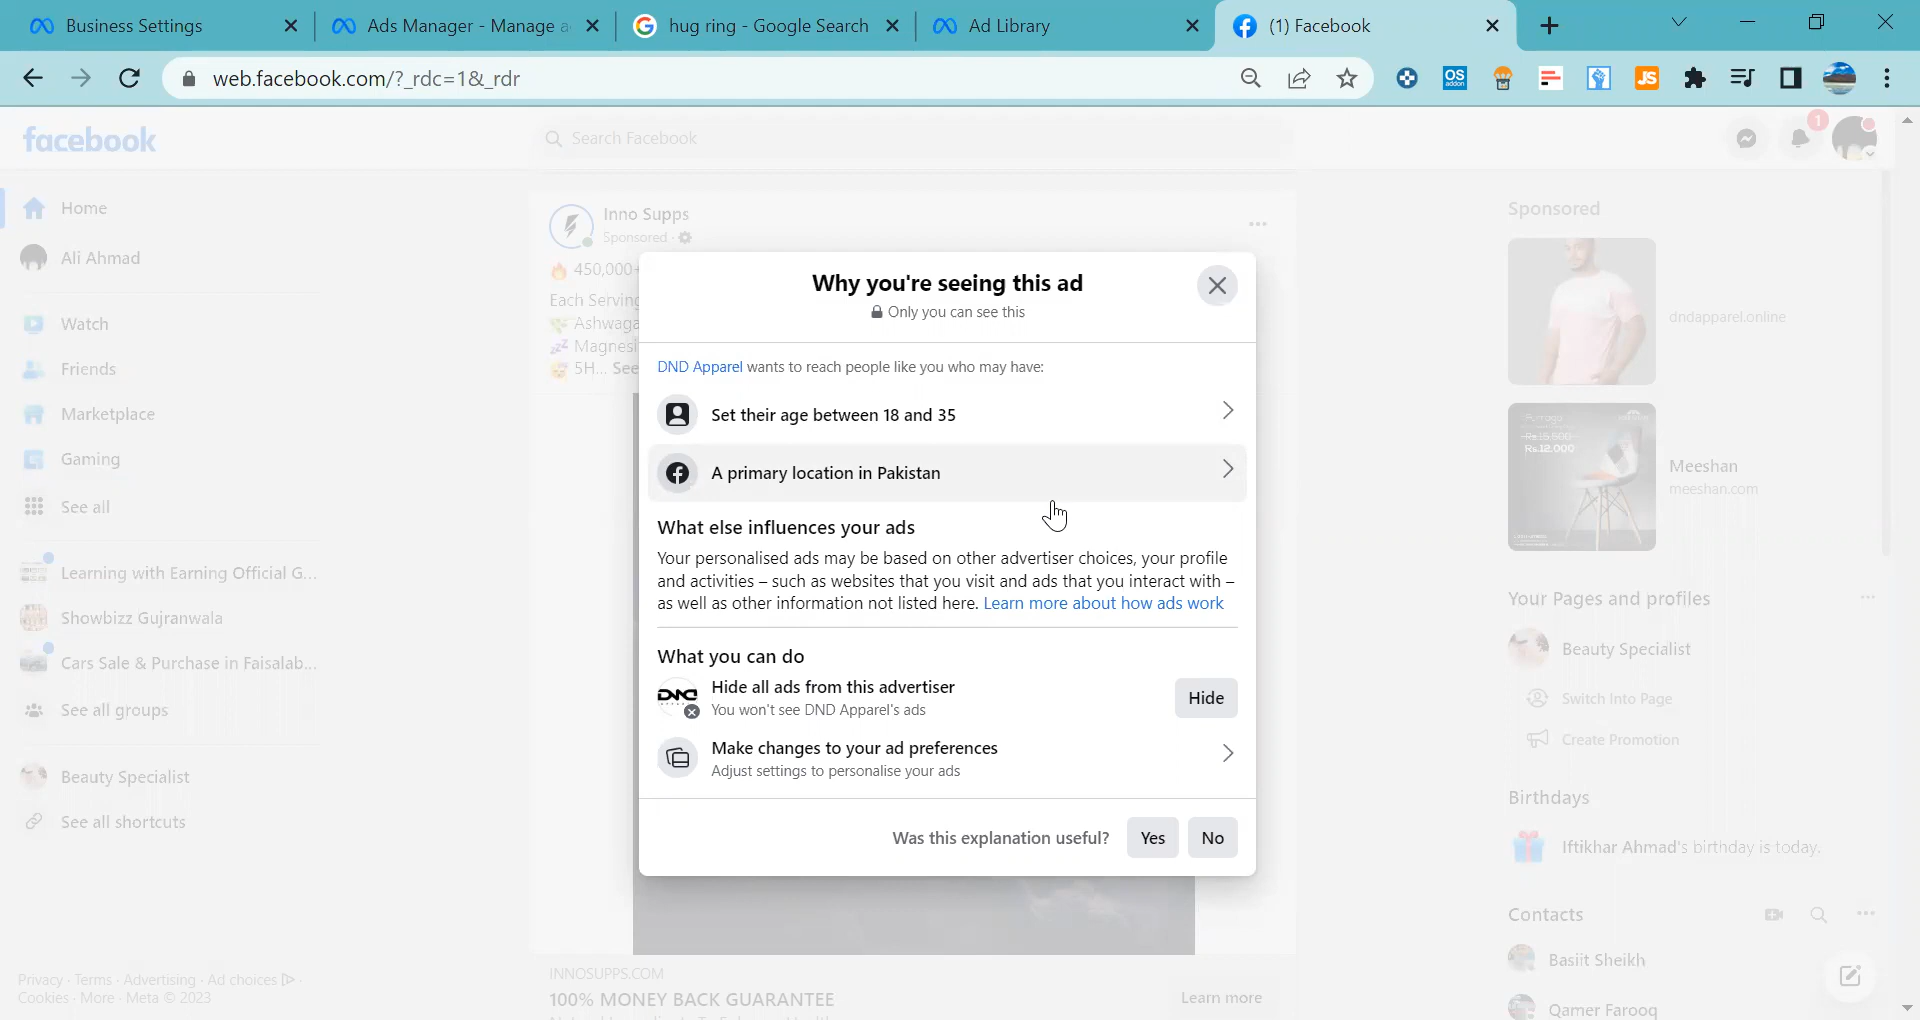 Business Settings
Ads Manager - Manage a
hug ring - Google Search
Ad Library
(1) Facebook
web.facebook.com/?_rdc=1&_rdr
OS
addon
JS
facebook
Search Facebook
1
Home
Ali Ahmad
Watch
Friends
Marketplace
Gaming
See all
Learning with Earning Official G...
Showbizz Gujranwala
Cars Sale & Purchase in Faisalab...
See all groups
Beauty Specialist
See all shortcuts
Privacy · Terms · Advertising · Ad choices ·
Cookies · More · Meta © 2023
Inno Supps
Sponsored ·
450,000+
Each Serving
Ashwaga
Magnesi
5H... See
Why you're seeing this ad
Only you can see this
DND Apparel wants to reach people like you who may have:
Set their age between 18 and 35
A primary location in Pakistan
What else influences your ads
Your personalised ads may be based on other advertiser choices, your profile
and activities – such as websites that you visit and ads that you interact with –
as well as other information not listed here. Learn more about how ads work
What you can do
Hide all ads from this advertiser
You won't see DND Apparel's ads
Hide
Make changes to your ad preferences
Adjust settings to personalise your ads
Was this explanation useful?
Yes
No
INNOSUPPS.COM
100% MONEY BACK GUARANTEE
Learn more
Sponsored
dndapparel.online
Rs.15,500
Rs.12,000
Meeshan
meeshan.com
Your Pages and profiles
Beauty Specialist
Switch Into Page
Create Promotion
Birthdays
Iftikhar Ahmad's birthday is today.
Contacts
Basiit Sheikh
Qamer Farooq